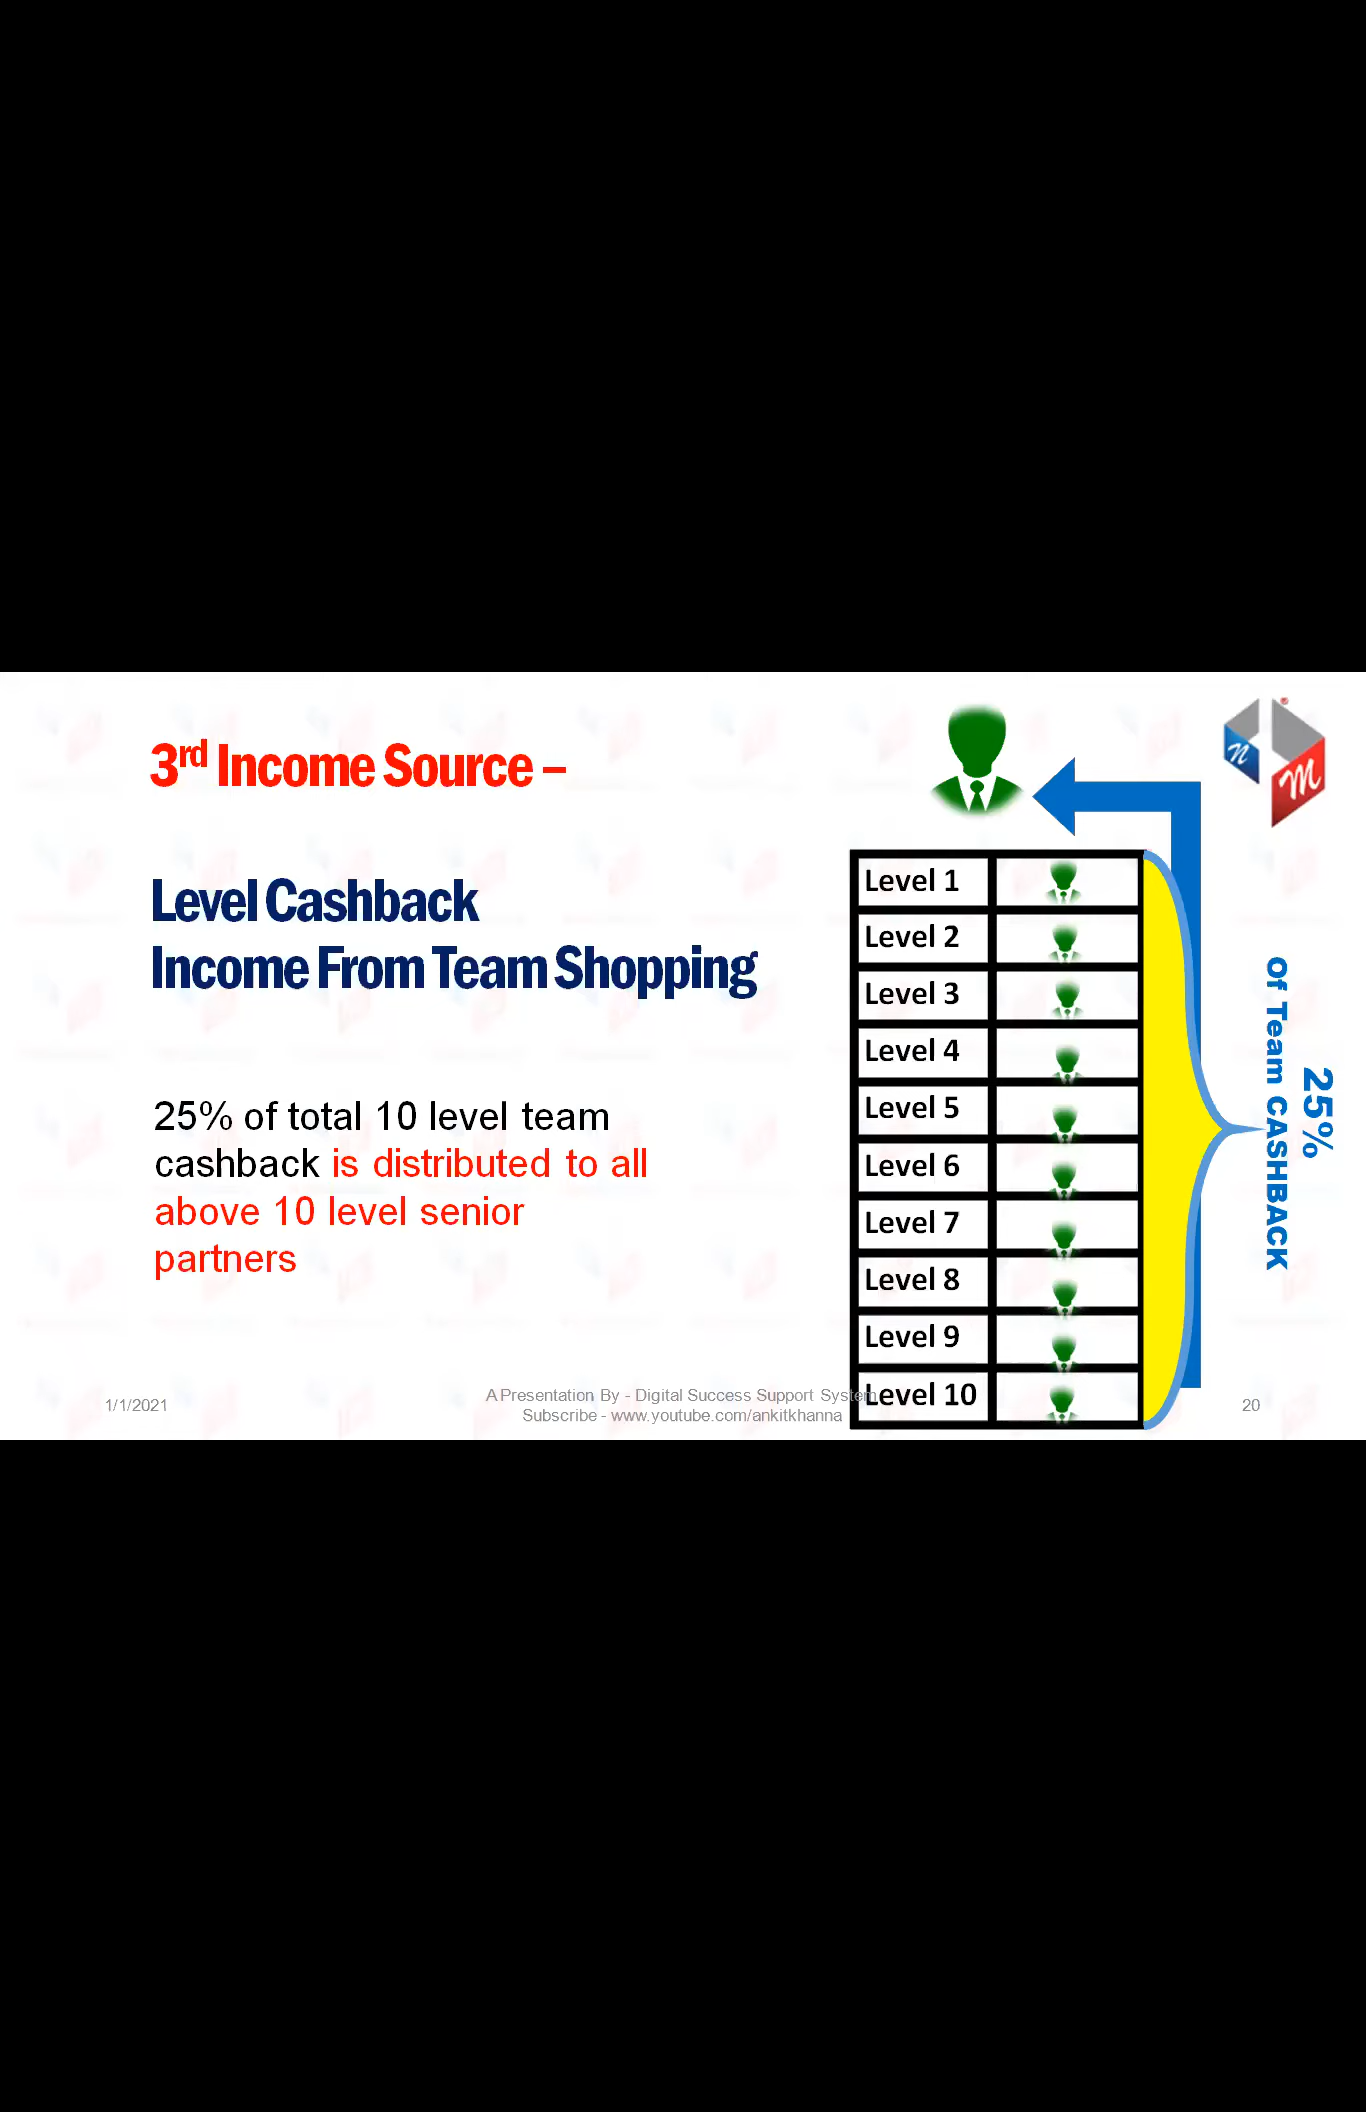 3rd Income Source –
Level Cashback
Income From Team Shopping
25% of total 10 level team
cashback is distributed to all
above 10 level senior
partners
Level 1
Level 2
Level 3
Level 4
Level 5
Level 6
Level 7
Level 8
Level 9
Level 10
25%
Of Team CASHBACK
n
m
1/1/2021
A Presentation By - Digital Success Support System
Subscribe - www.youtube.com/ankitkhanna
20